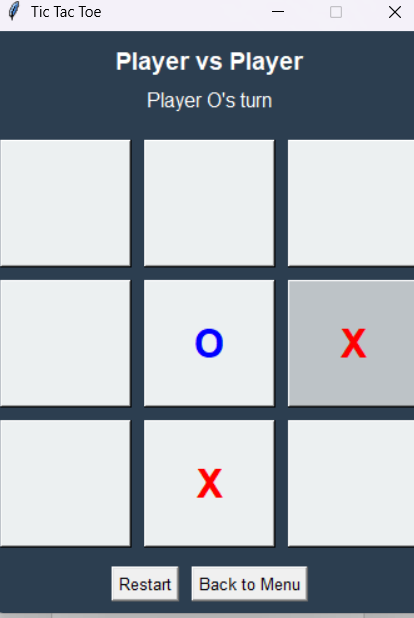 Tic Tac Toe
Player vs Player
Player O's turn
O X
X
Restart Back to Menu